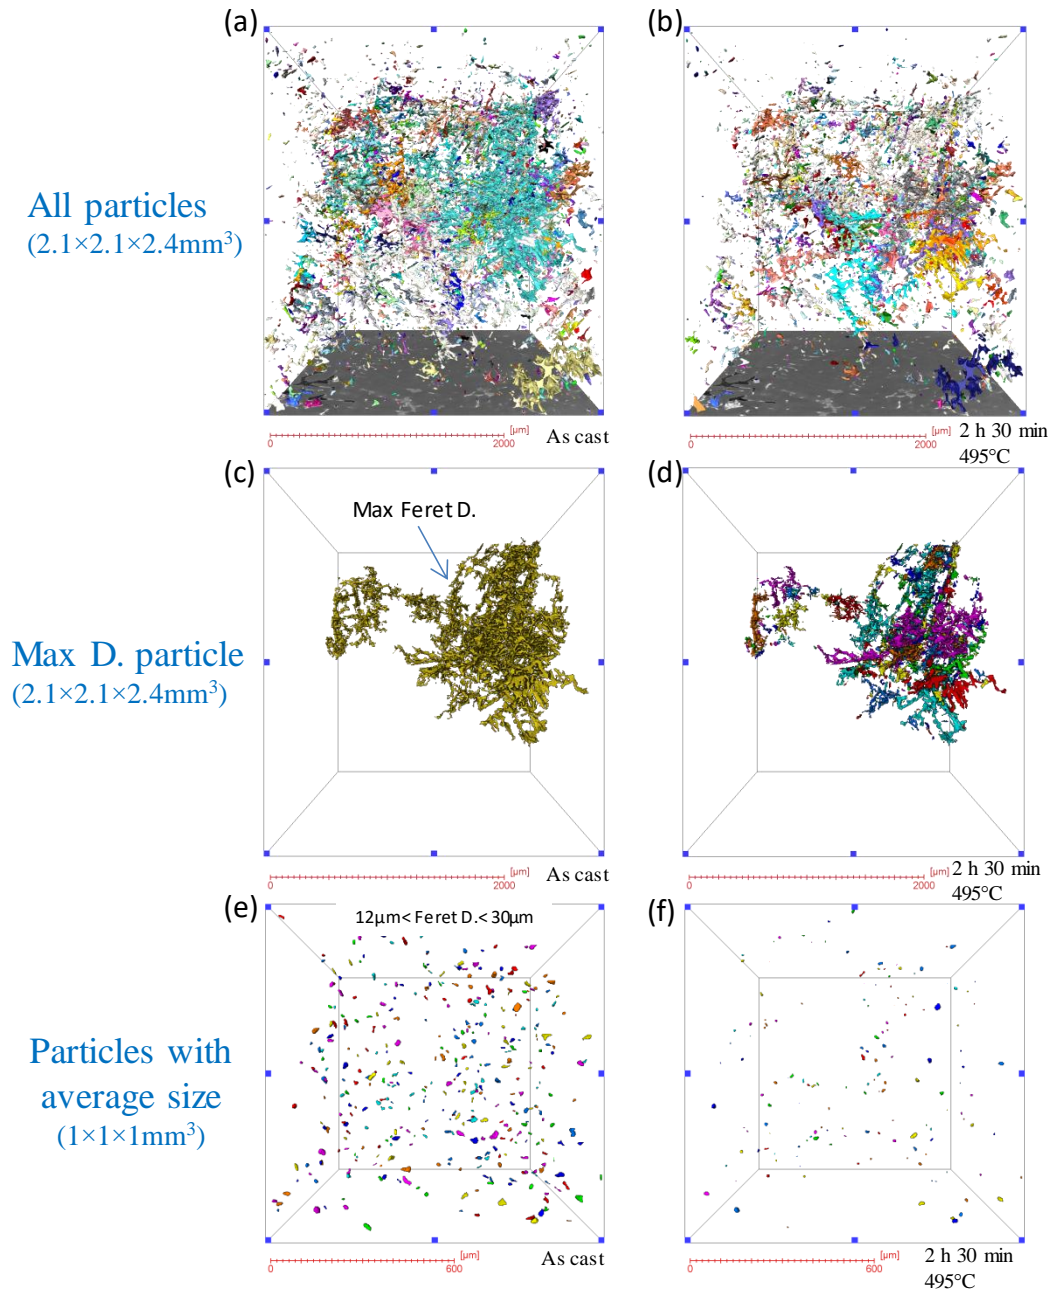 (a)
(b)
All particles
(2.1×2.1×2.4mm³)
[µm]
0
2000
As cast
[µm]
0
2000
2 h 30 min
495°C
(c)
(d)
Max Feret D.
Max D. particle
(2.1×2.1×2.4mm³)
[µm]
0
2000
As cast
[µm]
0
2000
2 h 30 min
495°C
(e)
(f)
12µm< Feret D.< 30µm
Particles with
average size
(1×1×1mm³)
[µm]
0
600
As cast
[µm]
0
600
2 h 30 min
495°C